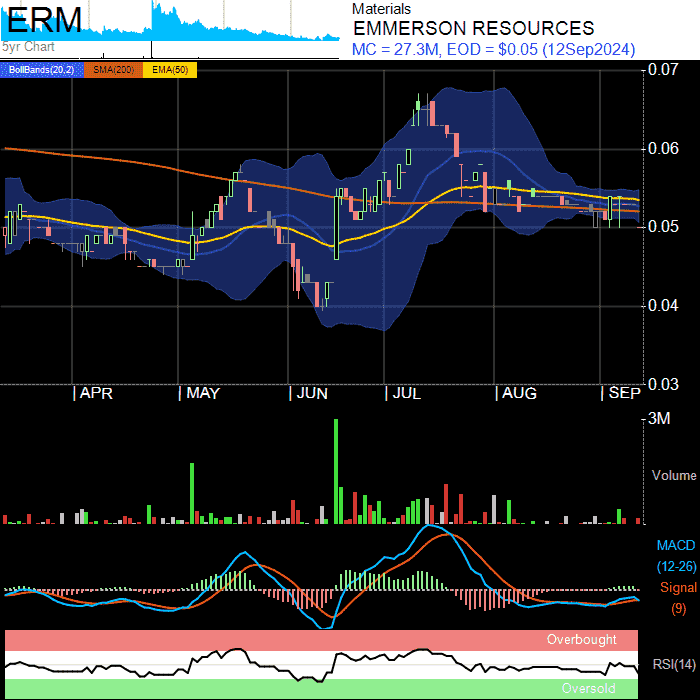 ERM
5yr Chart
Materials
EMMERSON RESOURCES
MC = 27.3M, EOD = $0.05 (12Sep2024)
BollBands(20,2) SMA(200) EMA(50)
0.07
0.06
0.05
0.04
0.03
APR MAY JUN JUL AUG SEP
3M
Volume
MACD
(12-26)
Signal
(9)
Overbought
RSI(14)
Oversold